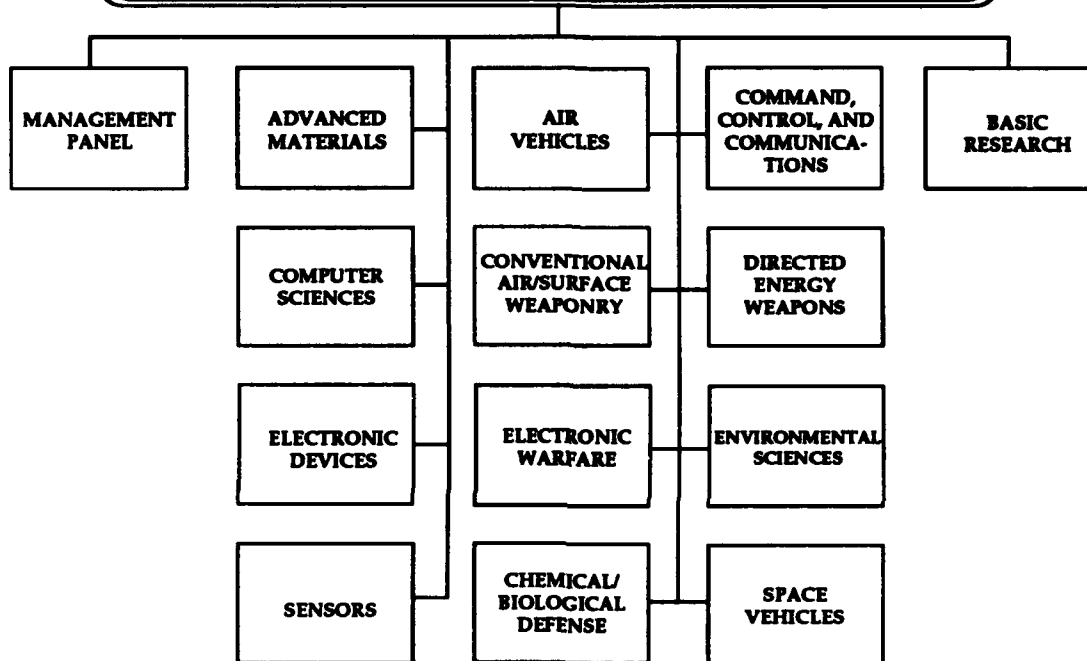 MANAGEMENT
PANEL
ADVANCED
MATERIALS
AIR
VEHICLES
COMMAND,
CONTROL, AND
COMMUNICA-
TIONS
BASIC
RESEARCH
COMPUTER
SCIENCES
CONVENTIONAL
AIR/SURFACE
WEAPONRY
DIRECTED
ENERGY
WEAPONS
ELECTRONIC
DEVICES
ELECTRONIC
WARFARE
ENVIRONMENTAL
SCIENCES
SENSORS
CHEMICAL/
BIOLOGICAL
DEFENSE
SPACE
VEHICLES